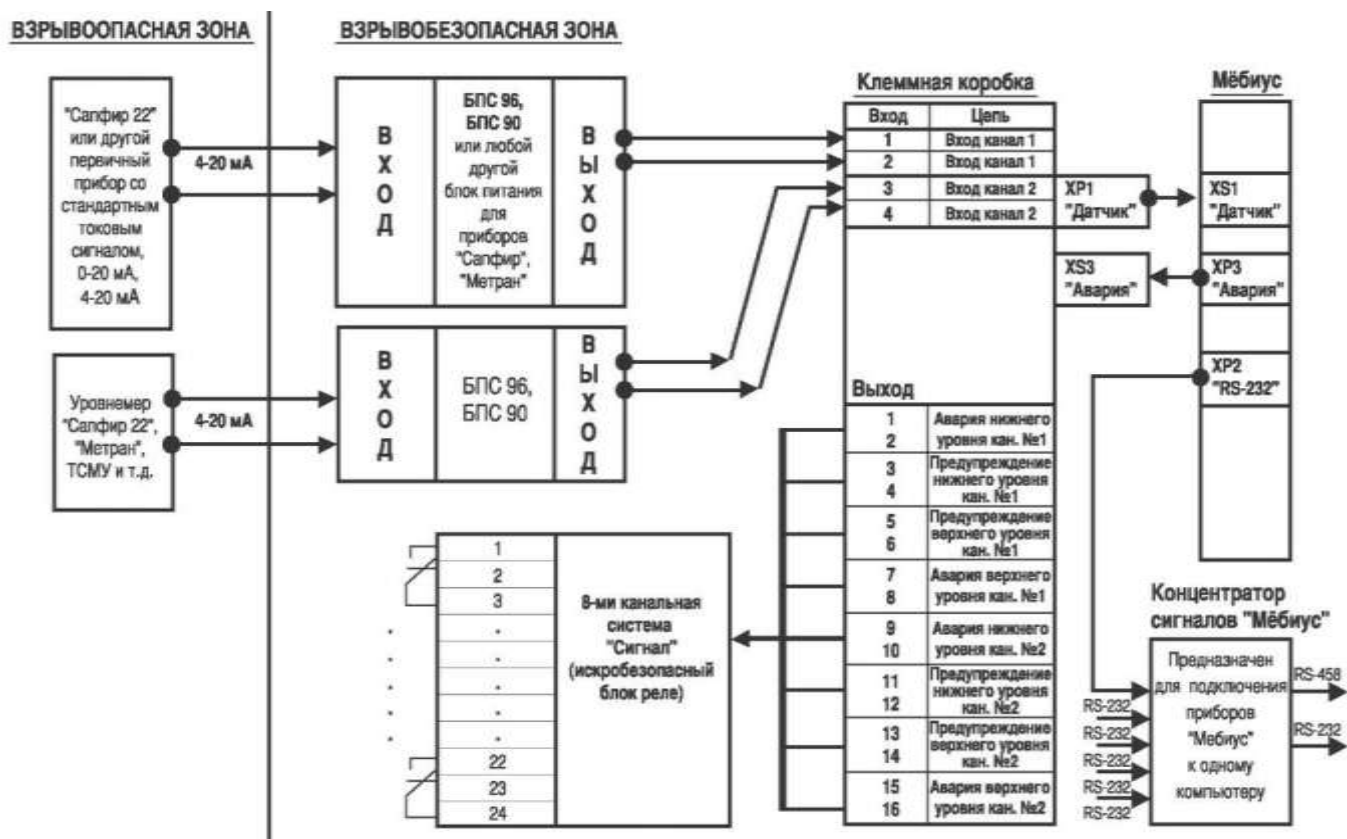 ВЗРЫВООПАСНАЯ ЗОНА
ВЗРЫВОБЕЗОПАСНАЯ ЗОНА
"Сапфир 22"
или другой
первичный
прибор со
стандартным
токовым
сигналом,
0-20 мА,
4-20 мА
4-20 мА
ВХОД
БПС 96,
БПС 90
или любой
другой
блок питания
для
приборов
"Сапфир",
"Метран"
ВЫХОД
Уровнемер
"Сапфир 22",
"Метран",
ТСМУ и т.д.
4-20 мА
ВХОД
БПС 96,
БПС 90
ВЫХОД
Клеммная коробка
Вход Цепь
1 Вход канал 1
2 Вход канал 1
3 Вход канал 2
4 Вход канал 2
XP1
"Датчик"
XS3
"Авария"
Выход
1 Авария нижнего
2 уровня кан. №1
3 Предупреждение
нижнего уровня
4 кан. №1
5 Предупреждение
верхнего уровня
6 кан. №1
7 Авария верхнего
8 уровня кан. №1
9 Авария нижнего
10 уровня кан. №2
11 Предупреждение
нижнего уровня
12 кан. №2
13 Предупреждение
верхнего уровня
14 кан. №2
15 Авария верхнего
16 уровня кан. №2
Мёбиус
XS1
"Датчик"
XP3
"Авария"
XP2
"RS-232"
1
2
3
.
.
.
.
.
22
23
24
8-ми канальная
система
"Сигнал"
(искробезопасный
блок реле)
Концентратор
сигналов "Мёбиус"
Предназначен
для подключения
приборов
"Мебиус"
к одному
компьютеру
RS-232
RS-232
RS-232
RS-232
RS-232
RS-458
RS-232